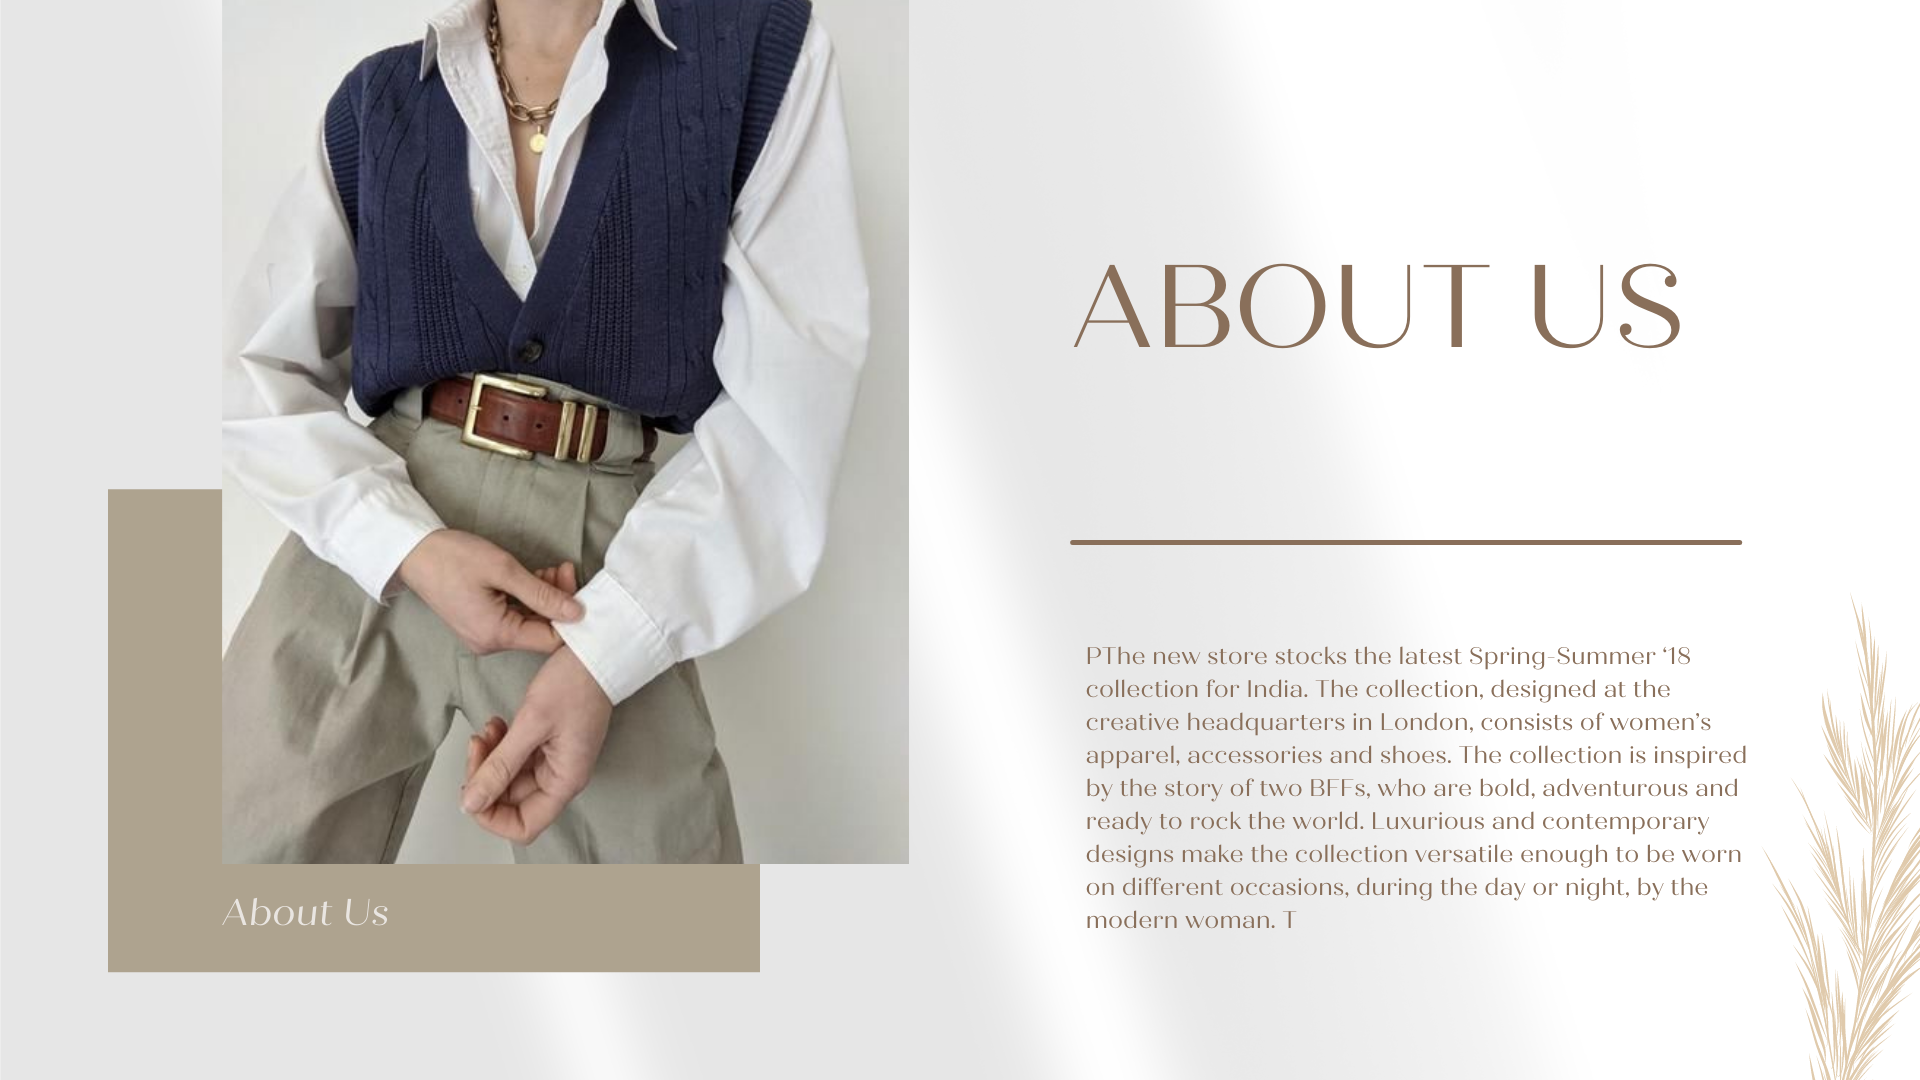 ABOUT US
PThe new store stocks the latest Spring-Summer ‘18
collection for India. The collection, designed at the
creative headquarters in London, consists of women’s
apparel, accessories and shoes. The collection is inspired
by the story of two BFFs, who are bold, adventurous and
ready to rock the world. Luxurious and contemporary
designs make the collection versatile enough to be worn
on different occasions, during the day or night, by the
modern woman. T
About Us